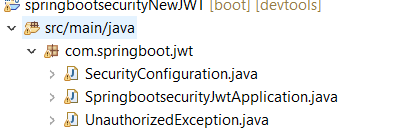 springbootsecurityNewJWT [boot] [devtools]
src/main/java
com.springboot.jwt
SecurityConfiguration.java
SpringbootsecurityJwtApplication.java
UnauthorizedException.java